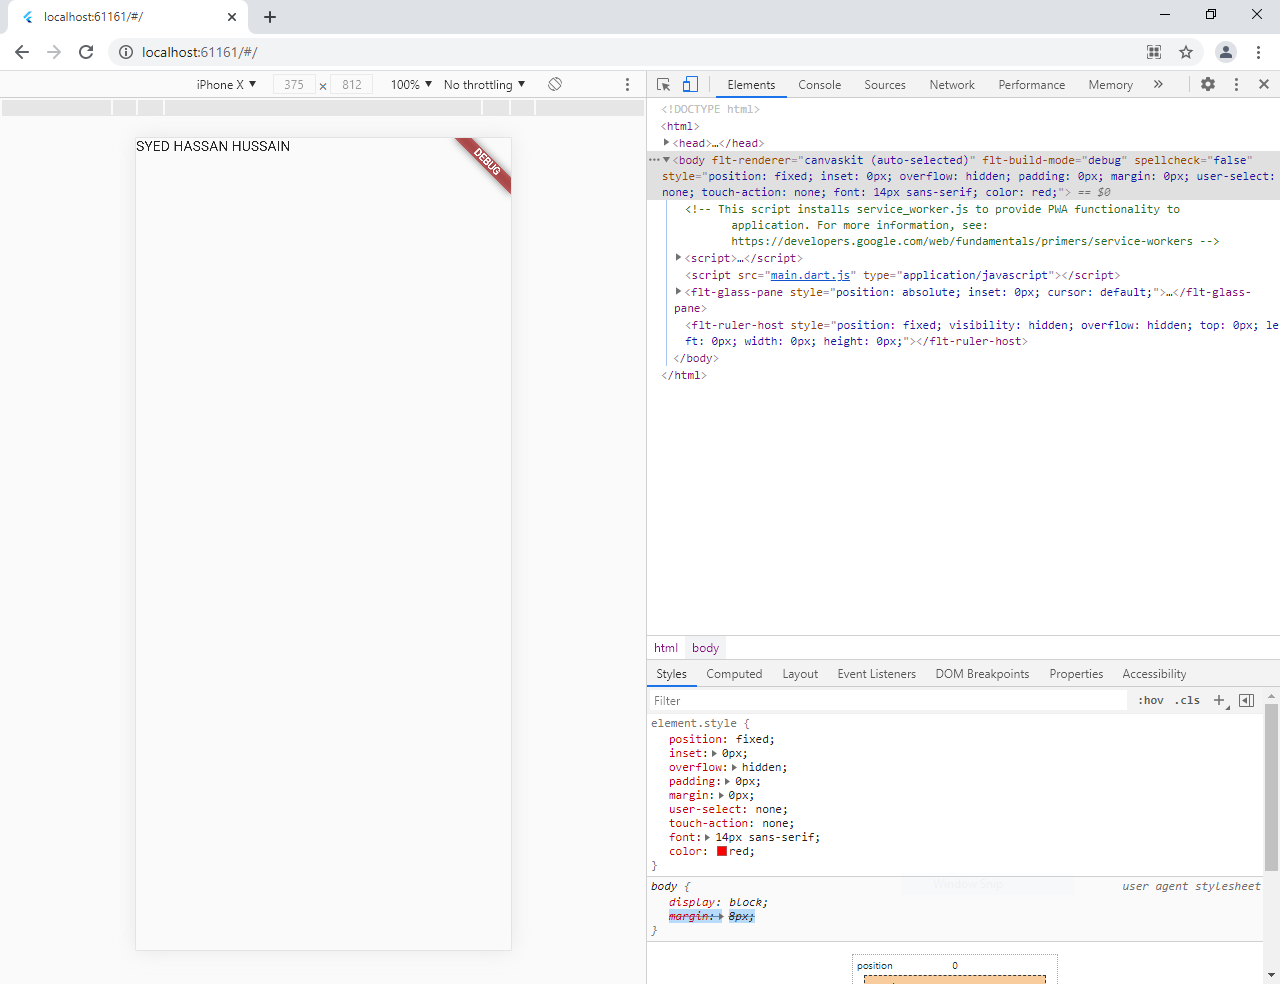 localhost:61161/#/
localhost:61161/#/
iPhone X 375 × 812 100% No throttling
Elements Console Sources Network Performance Memory »
SYED HASSAN HUSSAIN
DEBUG
<!DOCTYPE html>
<html>
<head>…</head>
<body flt-renderer="canvaskit (auto-selected)" flt-build-mode="debug" spellcheck="false"
style="position: fixed; inset: 0px; overflow: hidden; padding: 0px; margin: 0px; user-select:
none; touch-action: none; font: 14px sans-serif; color: red;"> == $0
<!-- This script installs service_worker.js to provide PWA functionality to
application. For more information, see:
https://developers.google.com/web/fundamentals/primers/service-workers -->
<script>…</script>
<script src="main.dart.js" type="application/javascript"></script>
<flt-glass-pane style="position: absolute; inset: 0px; cursor: default;">…</flt-glass-
pane>
<flt-ruler-host style="position: fixed; visibility: hidden; overflow: hidden; top: 0px; le
ft: 0px; width: 0px; height: 0px;"></flt-ruler-host>
</body>
</html>
html body
Styles Computed Layout Event Listeners DOM Breakpoints Properties Accessibility
Filter :hov .cls +
element.style {
position: fixed;
inset: 0px;
overflow: hidden;
padding: 0px;
margin: 0px;
user-select: none;
touch-action: none;
font: 14px sans-serif;
color: red;
}
body { user agent stylesheet
display: block;
margin: 8px;
}
position 0